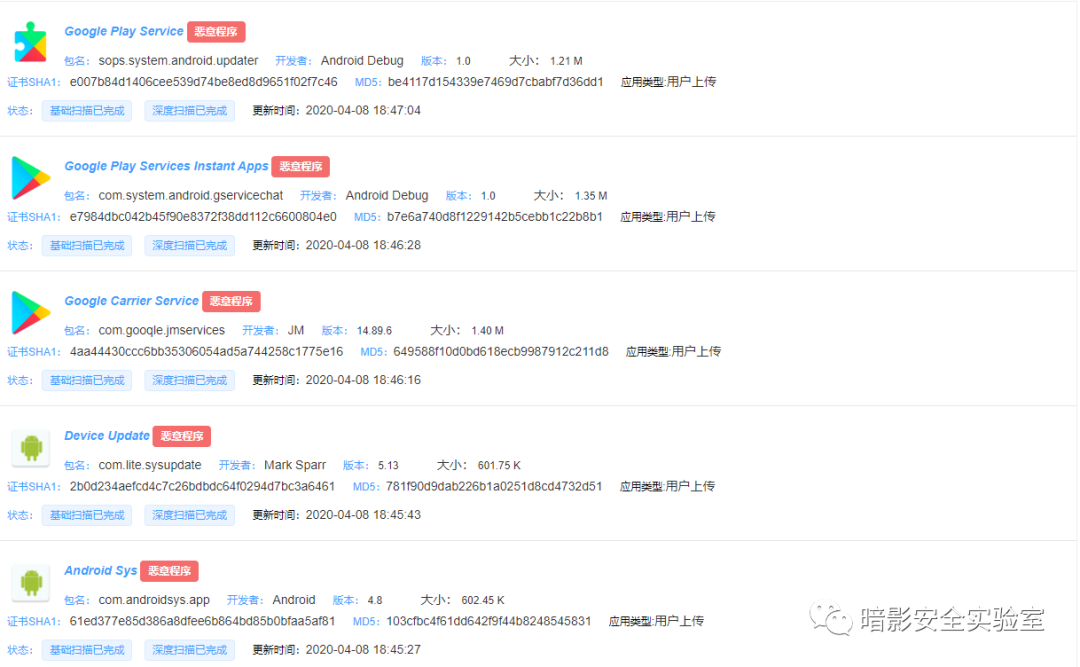 Google Play Service 恶意程序
包名： sops.system.android.updater 开发者： Android Debug 版本： 1.0 大小： 1.21 M
证书SHA1： e007b84d1406cee539d74be8ed8d9651f02f7c46 MD5： be4117d154339e7469d7cbabf7d36dd1 应用类型:用户上传
状态： 基础扫描已完成 深度扫描已完成 更新时间： 2020-04-08 18:47:04
Google Play Services Instant Apps 恶意程序
包名： com.system.android.gservicechat 开发者： Android Debug 版本： 1.0 大小： 1.35 M
证书SHA1： e7984dbc042b45f90e8372f38dd112c6600804e0 MD5： b7e6a740d8f1229142b5cebb1c22b8b1 应用类型:用户上传
状态： 基础扫描已完成 深度扫描已完成 更新时间： 2020-04-08 18:46:28
Google Carrier Service 恶意程序
包名： com.gooqle.jmservices 开发者： JM 版本： 14.89.6 大小： 1.40 M
证书SHA1： 4aa44430ccc6bb35306054ad5a744258c1775e16 MD5： 649588f10d0bd618ecb9987912c211d8 应用类型:用户上传
状态： 基础扫描已完成 深度扫描已完成 更新时间： 2020-04-08 18:46:16
Device Update 恶意程序
包名： com.lite.sysupdate 开发者： Mark Sparr 版本： 5.13 大小： 601.75 K
证书SHA1： 2b0d234aefcd4c7c26bdbdc64f0294d7bc3a6461 MD5： 781f90d9dab226b1a0251d8cd4732d51 应用类型:用户上传
状态： 基础扫描已完成 深度扫描已完成 更新时间： 2020-04-08 18:45:43
Android Sys 恶意程序
包名： com.androidsys.app 开发者： Android 版本： 4.8 大小： 602.45 K
证书SHA1： 61ed377e85d386a8dfee6b864bd85b0bfaa5af81 MD5： 103cfbc4f61dd642f9f44b8248545831 应用类型:用户上传
状态： 基础扫描已完成 深度扫描已完成 更新时间： 2020-04-08 18:45:27
暗影安全实验室